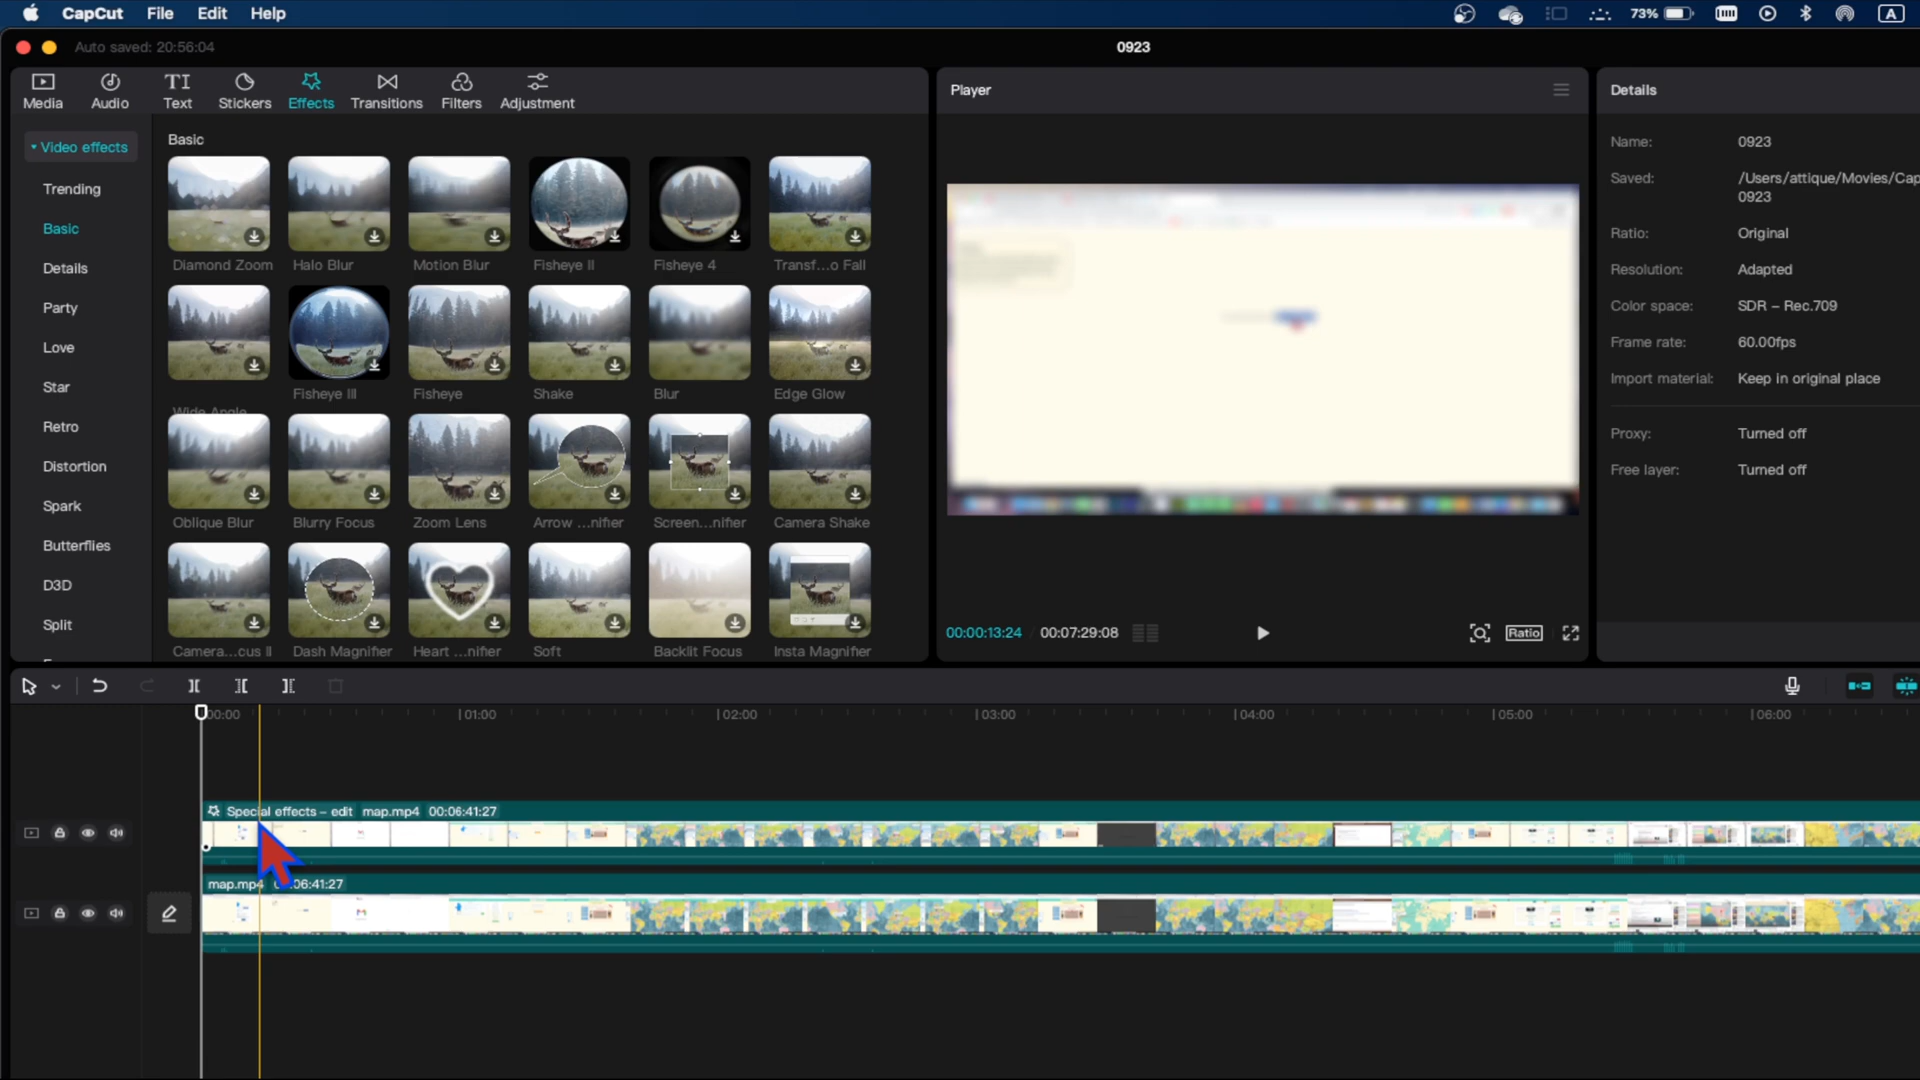 CapCut File Edit Help 73% A
Auto saved: 20:56:04 0923
Media Audio TI Text Stickers Effects Transitions Filters Adjustment
Video effects
Trending
Basic
Details
Party
Love
Star
Retro
Distortion
Spark
Butterflies
D3D
Split
Basic
Diamond Zoom Halo Blur Motion Blur Fisheye II Fisheye 4 Transf...o Fall
Wide Angle Fisheye III Fisheye Shake Blur Edge Glow
Oblique Blur Blurry Focus Zoom Lens Arrow ...nifier Screen...nifier Camera Shake
Camera...cus II Dash Magnifier Heart ...nifier Soft Backlit Focus Insta Magnifier
Player
00:00:13:24 00:07:29:08 Ratio
Details
Name: 0923
Saved: /Users/attique/Movies/Cap
0923
Ratio: Original
Resolution: Adapted
Color space: SDR – Rec.709
Frame rate: 60.00fps
Import material: Keep in original place
Proxy: Turned off
Free layer: Turned off
00:00 01:00 02:00 03:00 04:00 05:00 06:00
Special effects – edit map.mp4 00:06:41:27
map.mp4 06:41:27